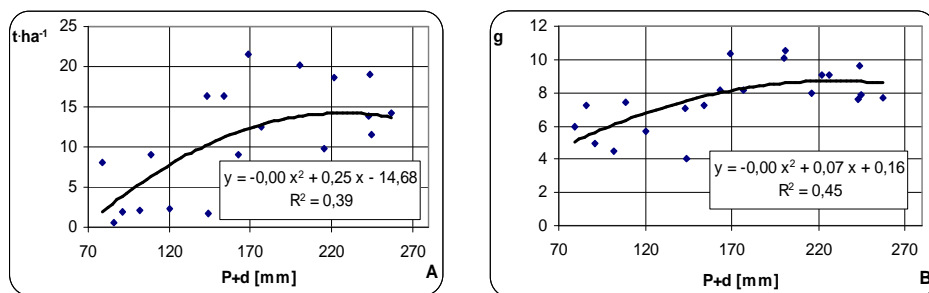 t·ha⁻¹
25
20
15
10
5
0
70 120 170 220 270
P+d [mm]
A
y = -0,00 x² + 0,25 x - 14,68
R² = 0,39
g
12
10
8
6
4
2
0
70 120 170 220 270
P+d [mm]
B
y = -0,00 x² + 0,07 x + 0,16
R² = 0,45